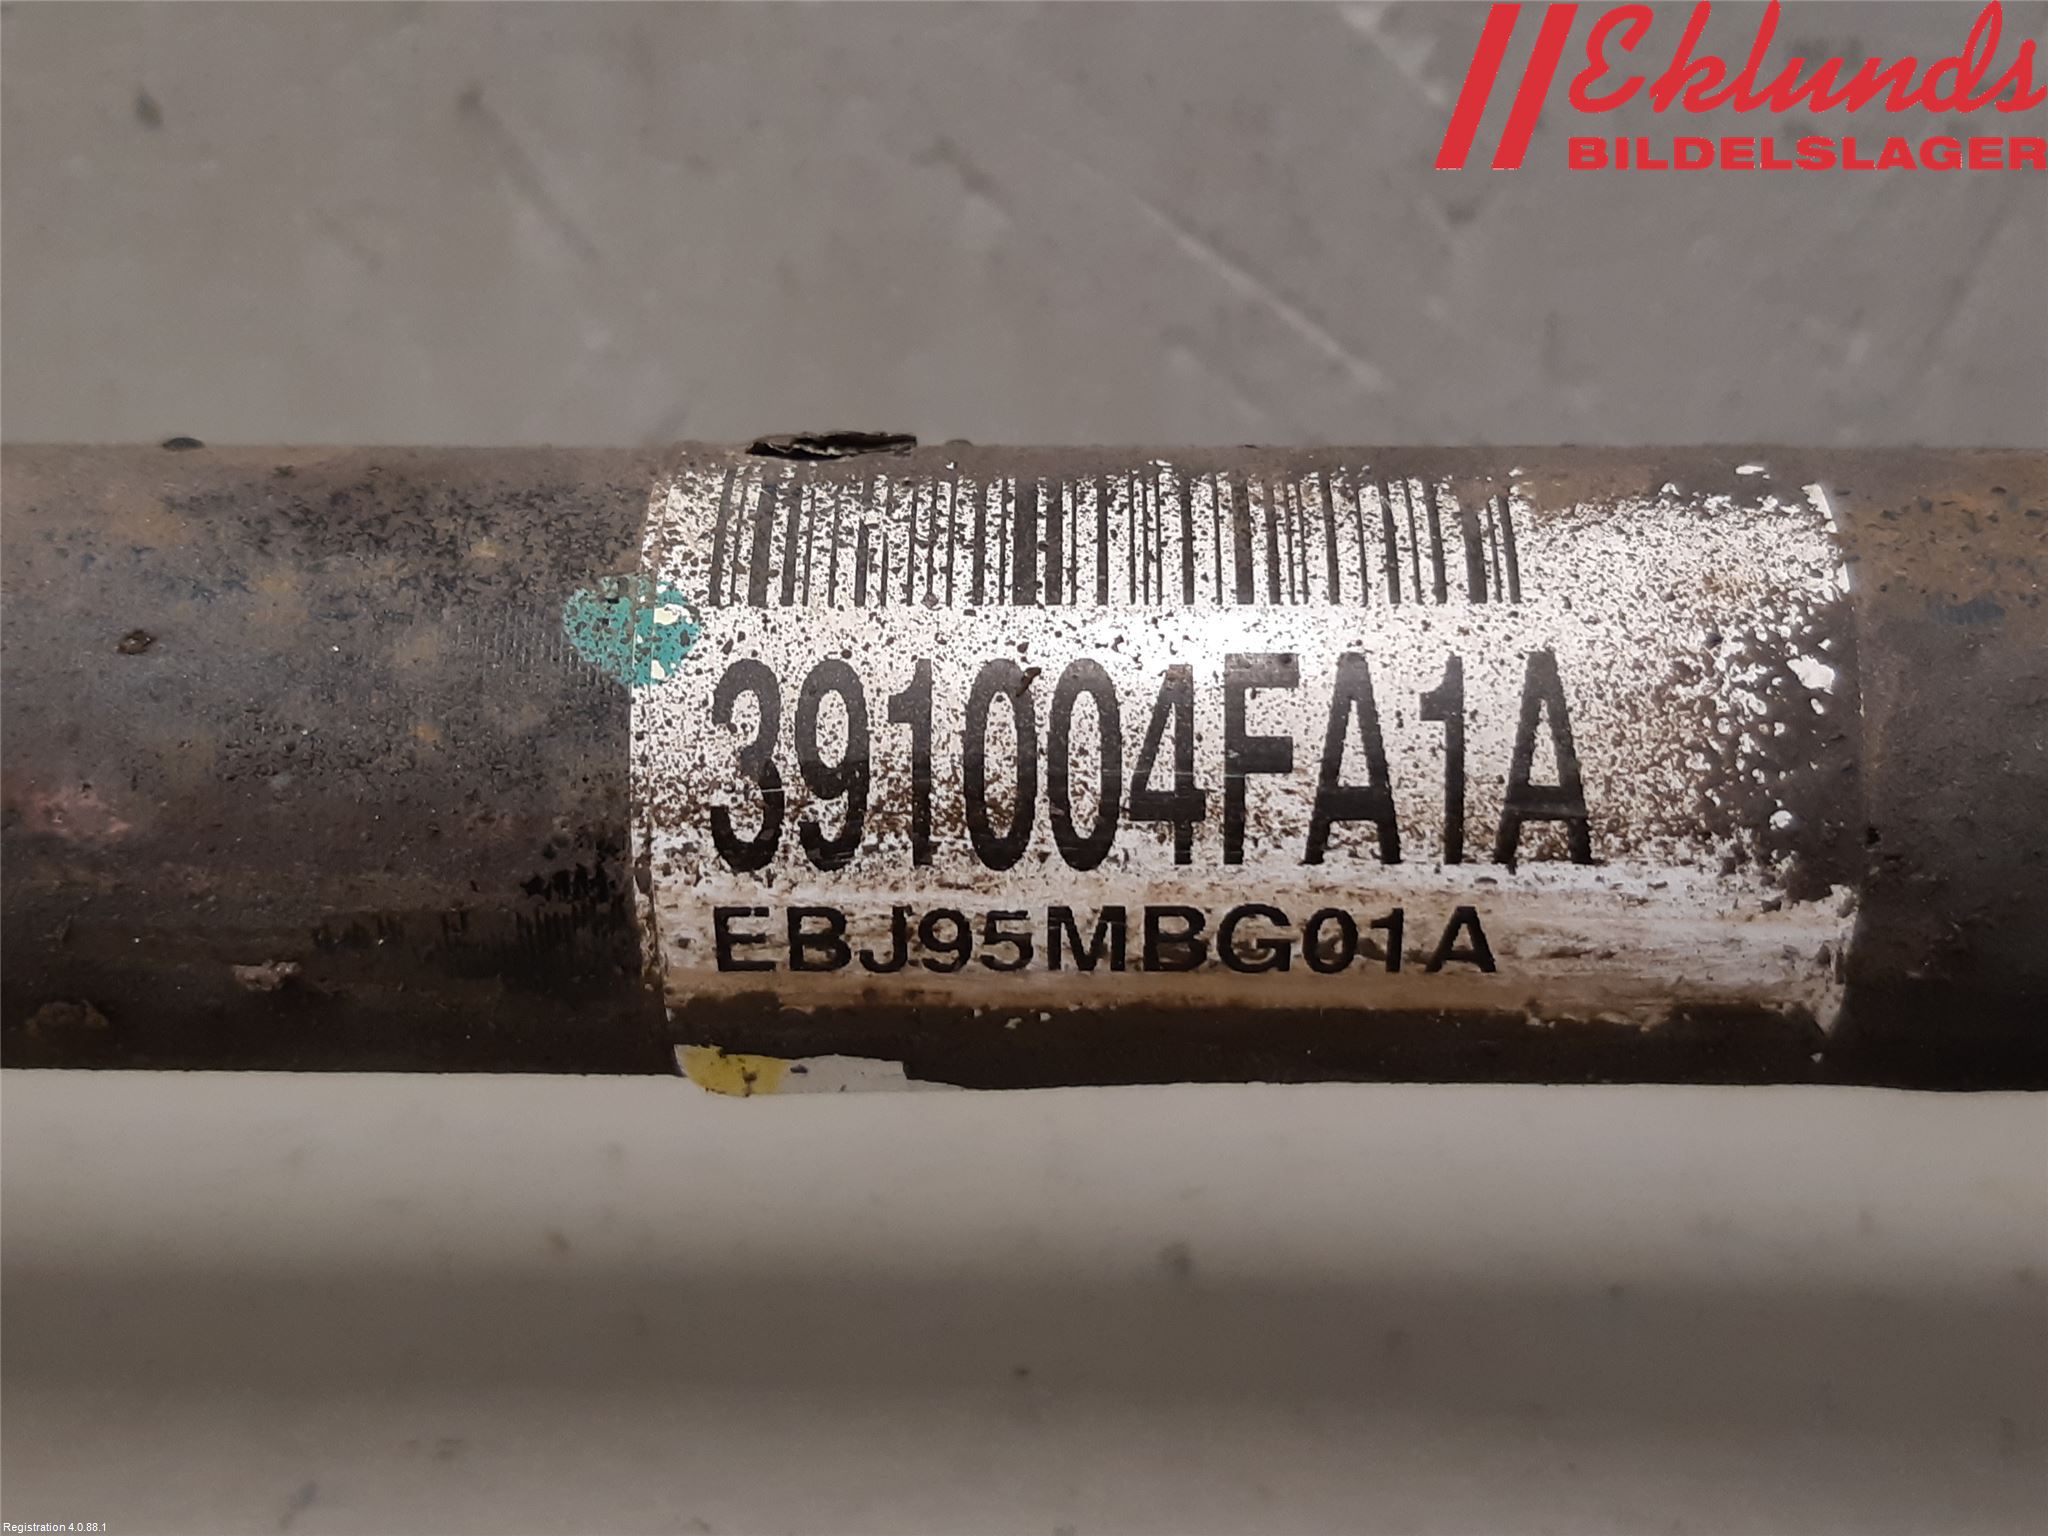 Eklunds
BILDELSLAGER
391004FA1A
EBJ95MBG01A
Registration 4.0.88.1